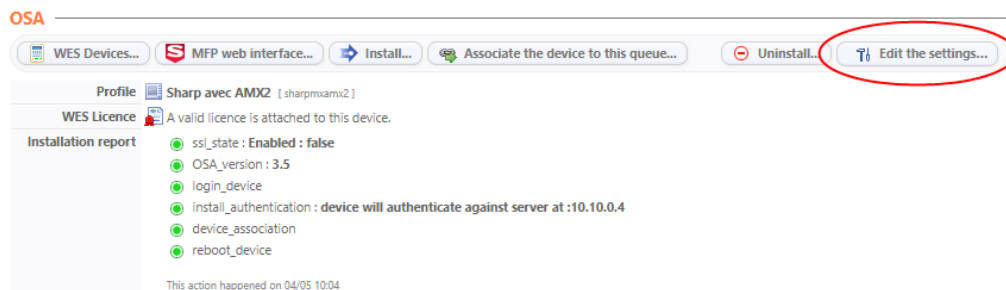 OSA
WES Devices... MFP web interface... Install... Associate the device to this queue... Uninstall... Edit the settings...
Profile Sharp avec AMX2 [ sharpmxamx2 ]
WES Licence A valid licence is attached to this device.
Installation report ssl_state : Enabled : false
OSA_version : 3.5
login_device
install_authentication : device will authenticate against server at :10.10.0.4
device_association
reboot_device
This action happened on 04/05 10:04